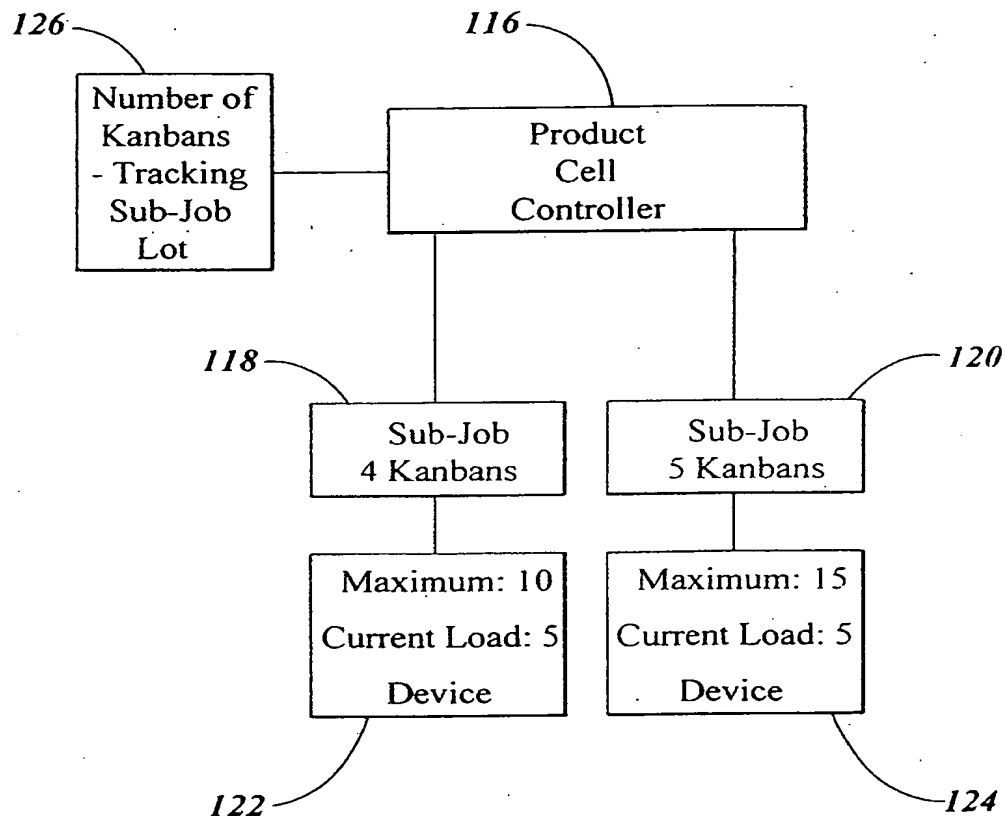 126
116
Number of
Kanbans
- Tracking
Sub-Job
Lot
Product
Cell
Controller
118
120
Sub-Job
4 Kanbans
Sub-Job
5 Kanbans
Maximum: 10
Current Load: 5
Device
Maximum: 15
Current Load: 5
Device
122
124